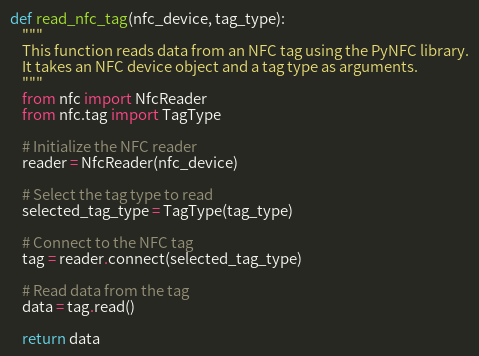 def read_nfc_tag(nfc_device, tag_type):
    """
    This function reads data from an NFC tag using the PyNFC library.
    It takes an NFC device object and a tag type as arguments.
    """
    from nfc import NfcReader
    from nfc.tag import TagType

    # Initialize the NFC reader
    reader = NfcReader(nfc_device)

    # Select the tag type to read
    selected_tag_type = TagType(tag_type)

    # Connect to the NFC tag
    tag = reader.connect(selected_tag_type)

    # Read data from the tag
    data = tag.read()

    return data